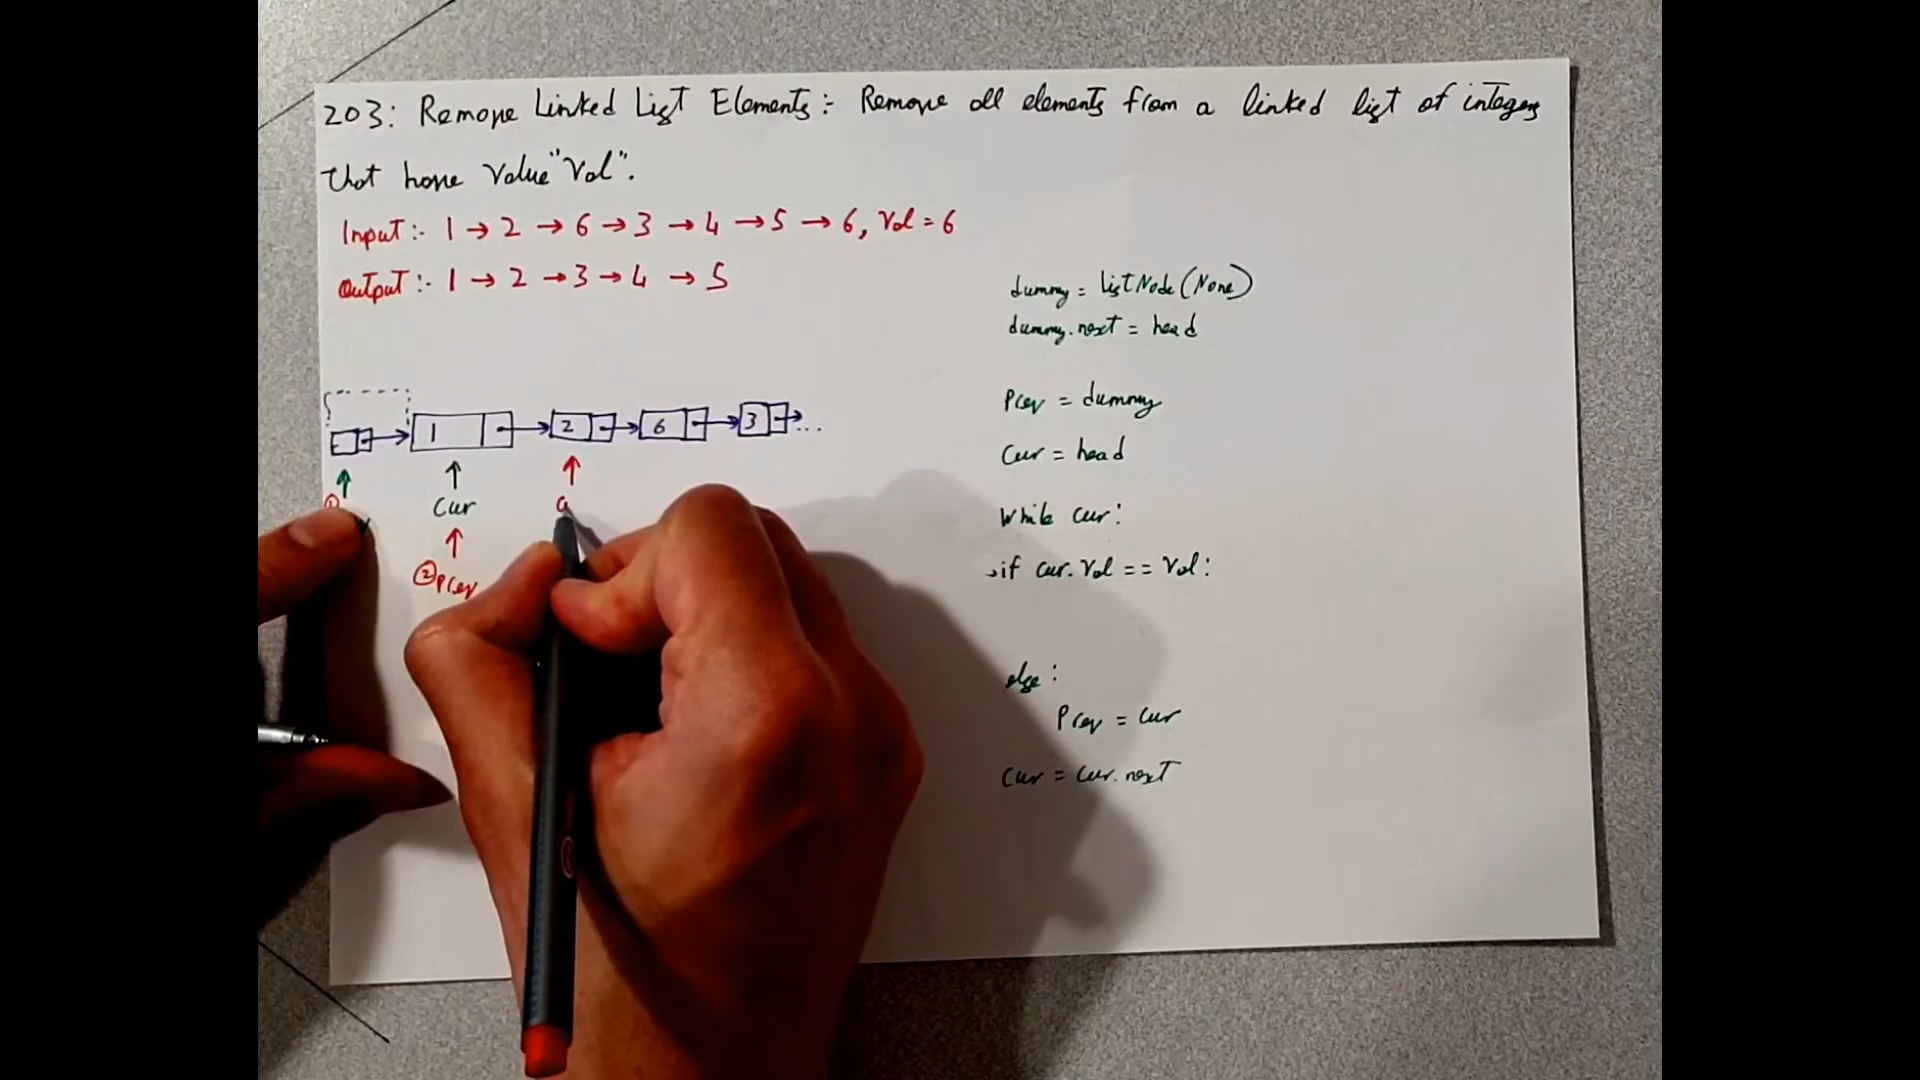 203: Remove Linked List Elements:- Remove all elements from a linked list of integers
that have value "val".
Input:- 1 → 2 → 6 → 3 → 4 → 5 → 6, val = 6
Output:- 1 → 2 → 3 → 4 → 5
1 2 6 3 ...
Cur
② Prev
dummy = listNode(None)
dummy.next = head
Prev = dummy
Cur = head
While cur:
→ if cur.val == val:
else:
Prev = cur
Cur = cur.next